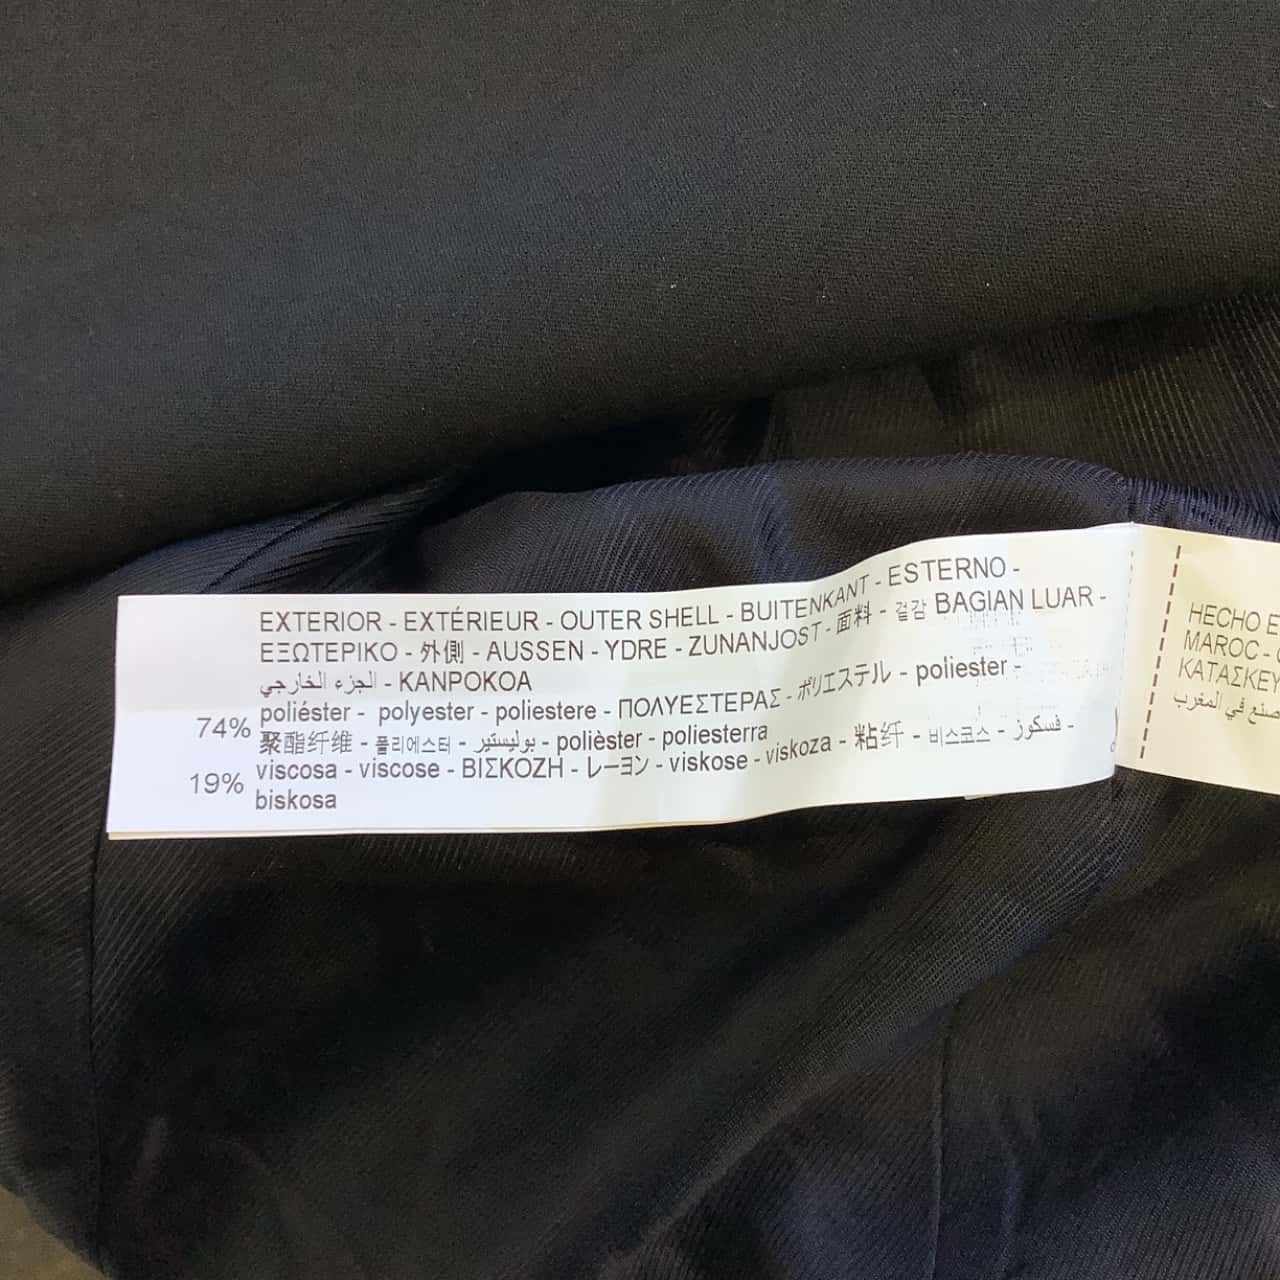 EXTERIOR - EXTÉRIEUR - OUTER SHELL - BUITENKANT - ESTERNO -
ΕΞΩΤΕΡΙΚΟ - 外側 - AUSSEN - YDRE - ZUNANJOST - 面料 - 겉감 BAGIAN LUAR -
الجزء الخارجي - КАНРОКОА
74% poliéster - polyester - poliestere - ΠΟΛΥΕΣΤΕΡΑΣ - ポリエステル - poliester -
聚酯纤维 - 폴리에스터 - بوليستير - polièster - poliesterra
19% viscosa - viscose - ΒΙΣΚΟΖΗ - レーヨン - viskose - viskoza - 粘纤 - 비스코스 - فسكوز -
biskosa
HECHO E
MAROC -
ΚΑΤΑΣΚΕΥ
صنع في المغرب